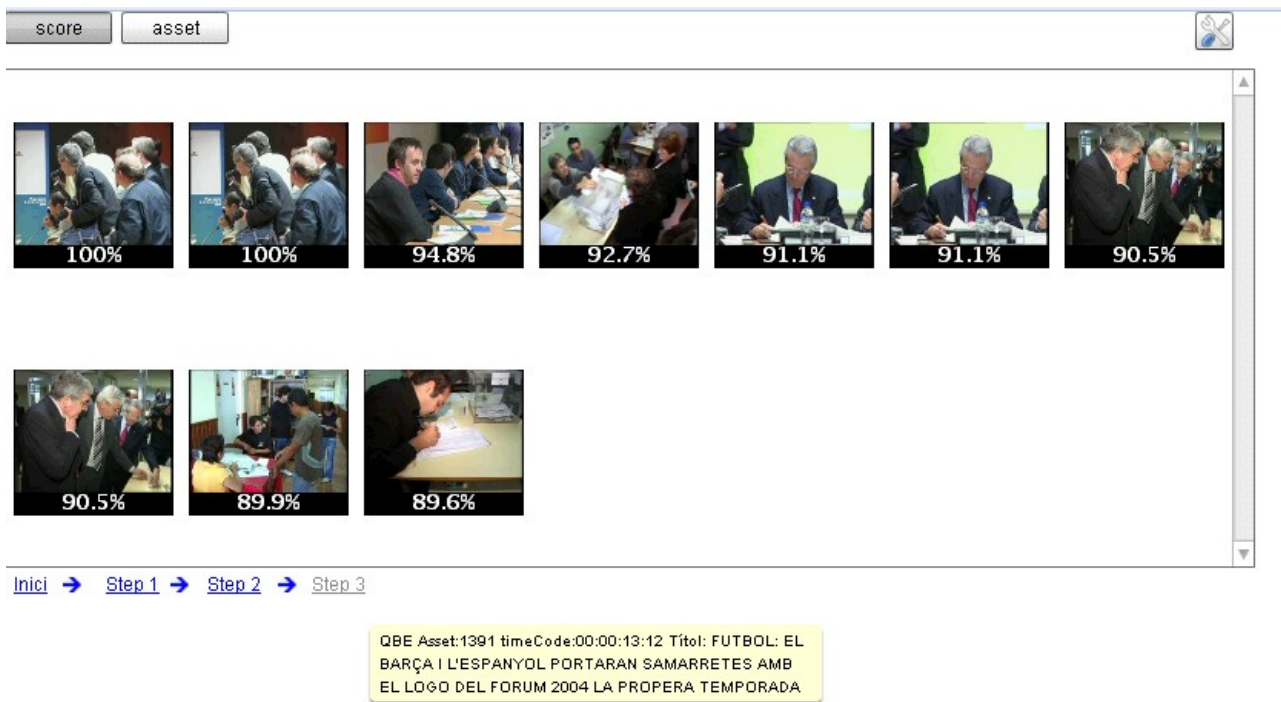 score asset
100% 100% 94.8% 92.7% 91.1% 91.1% 90.5%
90.5% 89.9% 89.6%
Inici → Step 1 → Step 2 → Step 3
QBE Asset:1391 timeCode:00:00:13:12 Títol: FUTBOL: EL
BARÇA I L'ESPANYOL PORTARAN SAMARRETES AMB
EL LOGO DEL FORUM 2004 LA PROPERA TEMPORADA